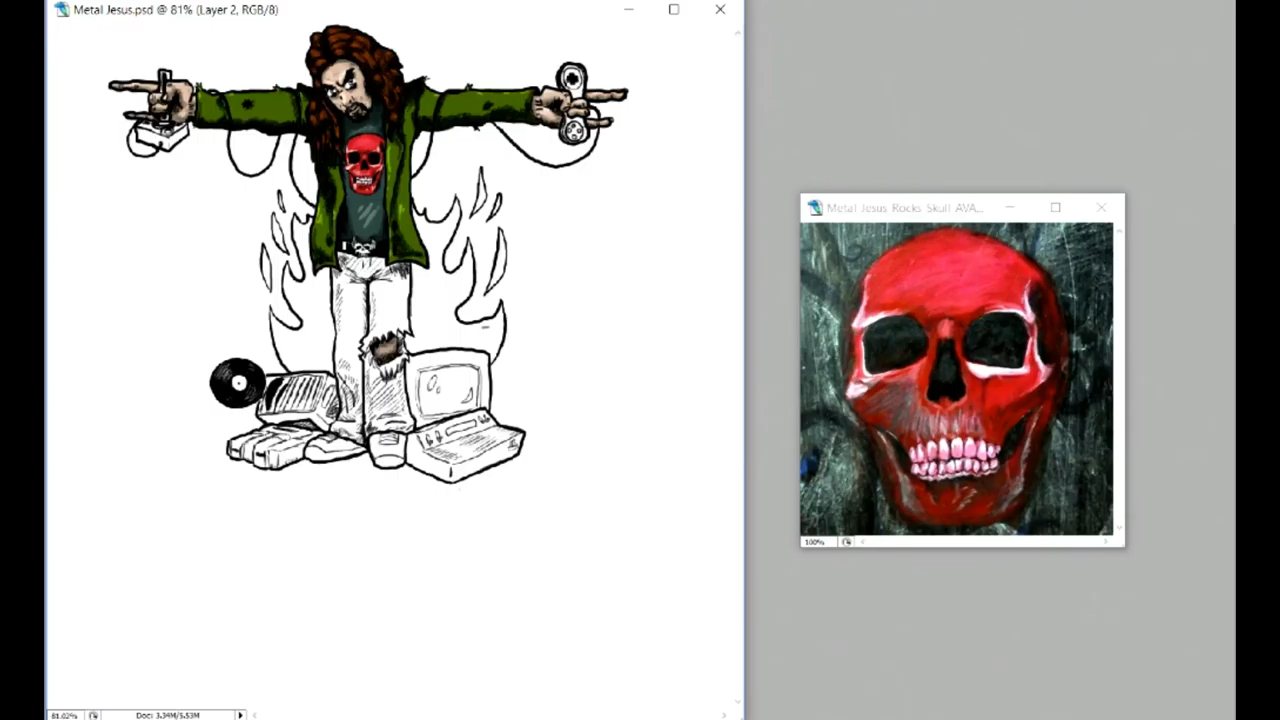 Metal Jesus.psd @ 81% (Layer 2, RGB/8)
Metal Jesus Rocks Skull AVA...
100%
81.02%
Doc: 3.34M/5.53M